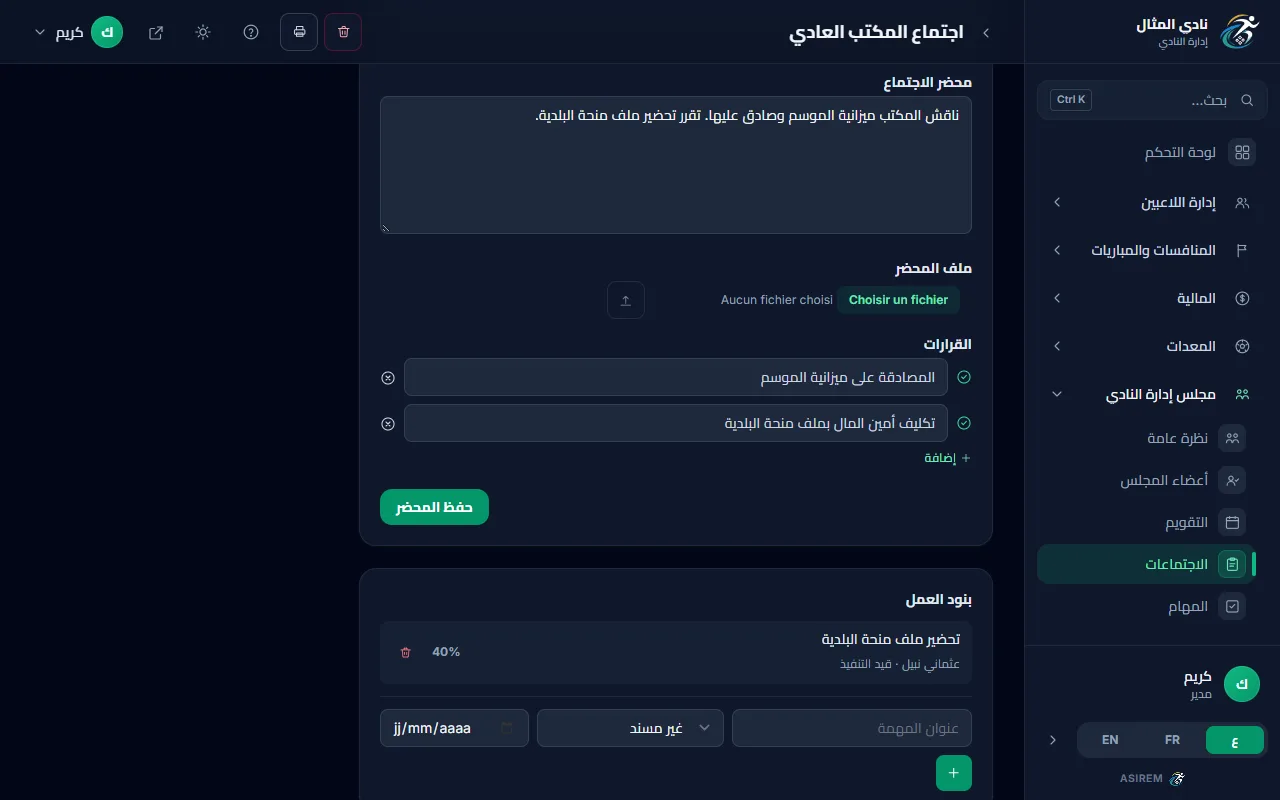 نادي المثال
إدارة النادي
بحث...
Ctrl K
لوحة التحكم
إدارة اللاعبين
المنافسات والمباريات
المالية
المعدات
مجلس إدارة النادي
نظرة عامة
أعضاء المجلس
التقويم
الاجتماعات
المهام
ك
كريم
مدير
ع
FR
EN
ASIREM
اجتماع المكتب العادي
ك
كريم
محضر الاجتماع
ناقش المكتب ميزانية الموسم وصادق عليها. تقرر تحضير ملف منحة البلدية.
ملف المحضر
Choisir un fichier
Aucun fichier choisi
القرارات
المصادقة على ميزانية الموسم
تكليف أمين المال بملف منحة البلدية
+ إضافة
حفظ المحضر
بنود العمل
تحضير ملف منحة البلدية
عثماني نبيل · قيد التنفيذ
40%
عنوان المهمة
غير مسند
jj/mm/aaaa
+